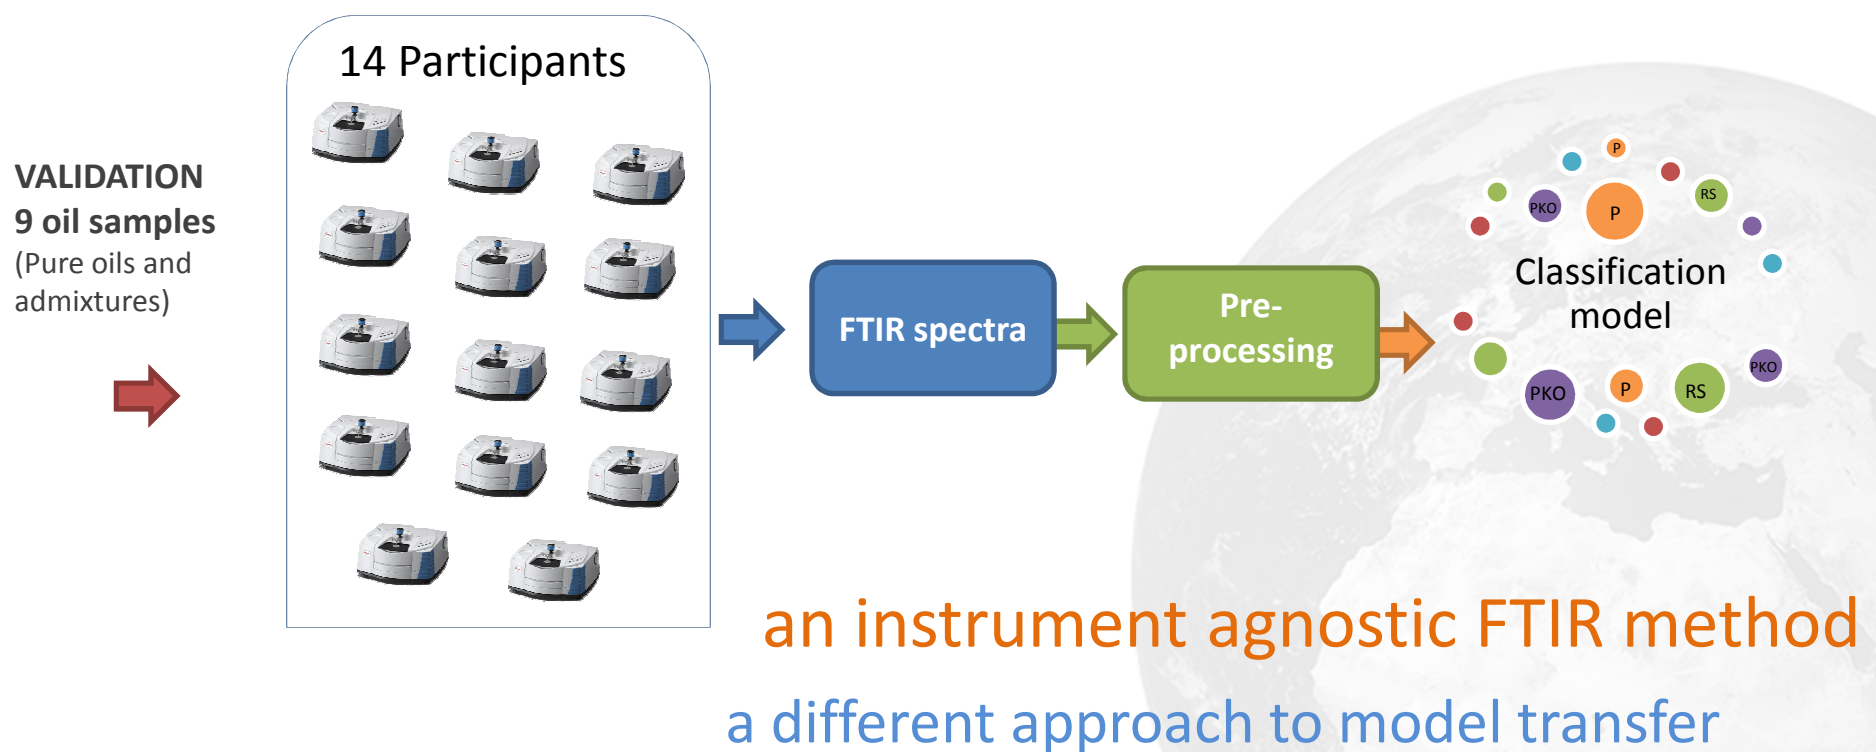 14 Participants
VALIDATION
9 oil samples
(Pure oils and
admixtures)
FTIR spectra
Pre-
processing
P
RS
PKO
P
Classification
model
PKO
PKO
P
RS
an instrument agnostic FTIR method
a different approach to model transfer